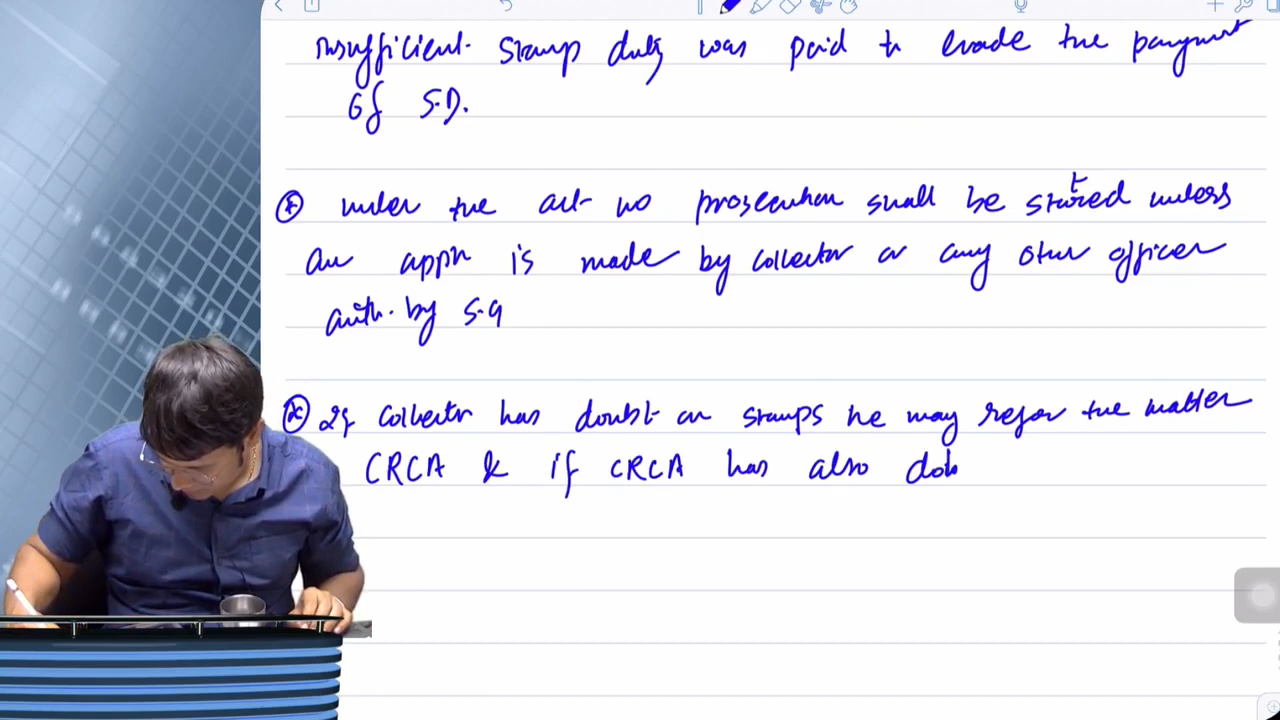 insufficient stamp duty was paid to evade the payment
of S.D.
under the act no prosecution shall be started unless
an appn is made by collector or any other officer
auth. by S.G
If collector has doubt on stamps he may refer the matter
CRCA & if CRCA has also dob